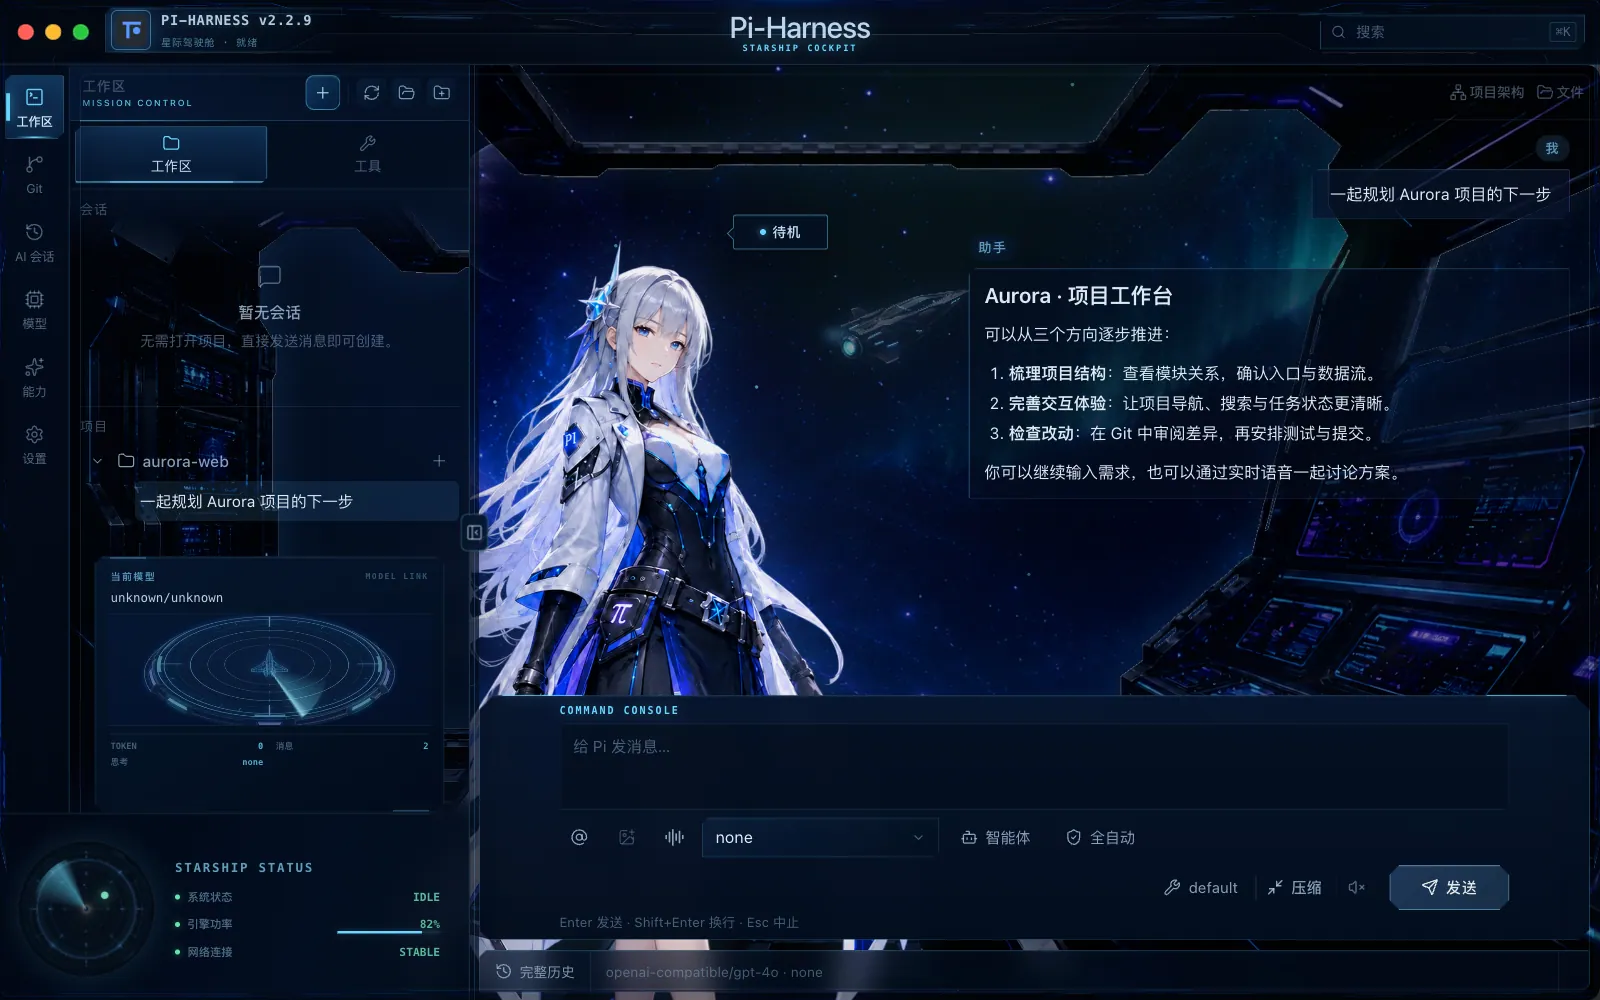 PI-HARNESS v2.2.9
星际驾驶舱 · 就绪
Pi-Harness
STARSHIP COCKPIT
搜索
⌘K
工作区
Git
AI 会话
模型
能力
设置
工作区
MISSION CONTROL
工作区
工具
会话
暂无会话
无需打开项目，直接发送消息即可创建。
项目
aurora-web
一起规划 Aurora 项目的下一步
当前模型
MODEL LINK
unknown/unknown
TOKEN 0 消息 2
思考 none
STARSHIP STATUS
系统状态 IDLE
引擎功率 82%
网络连接 STABLE
项目架构
文件
我
一起规划 Aurora 项目的下一步
待机
助手
Aurora · 项目工作台
可以从三个方向逐步推进：
1. 梳理项目结构：查看模块关系，确认入口与数据流。
2. 完善交互体验：让项目导航、搜索与任务状态更清晰。
3. 检查改动：在 Git 中审阅差异，再安排测试与提交。
你可以继续输入需求，也可以通过实时语音一起讨论方案。
PI
π
COMMAND CONSOLE
给 Pi 发消息...
none
智能体
全自动
default
压缩
发送
Enter 发送 · Shift+Enter 换行 · Esc 中止
完整历史
openai-compatible/gpt-4o · none